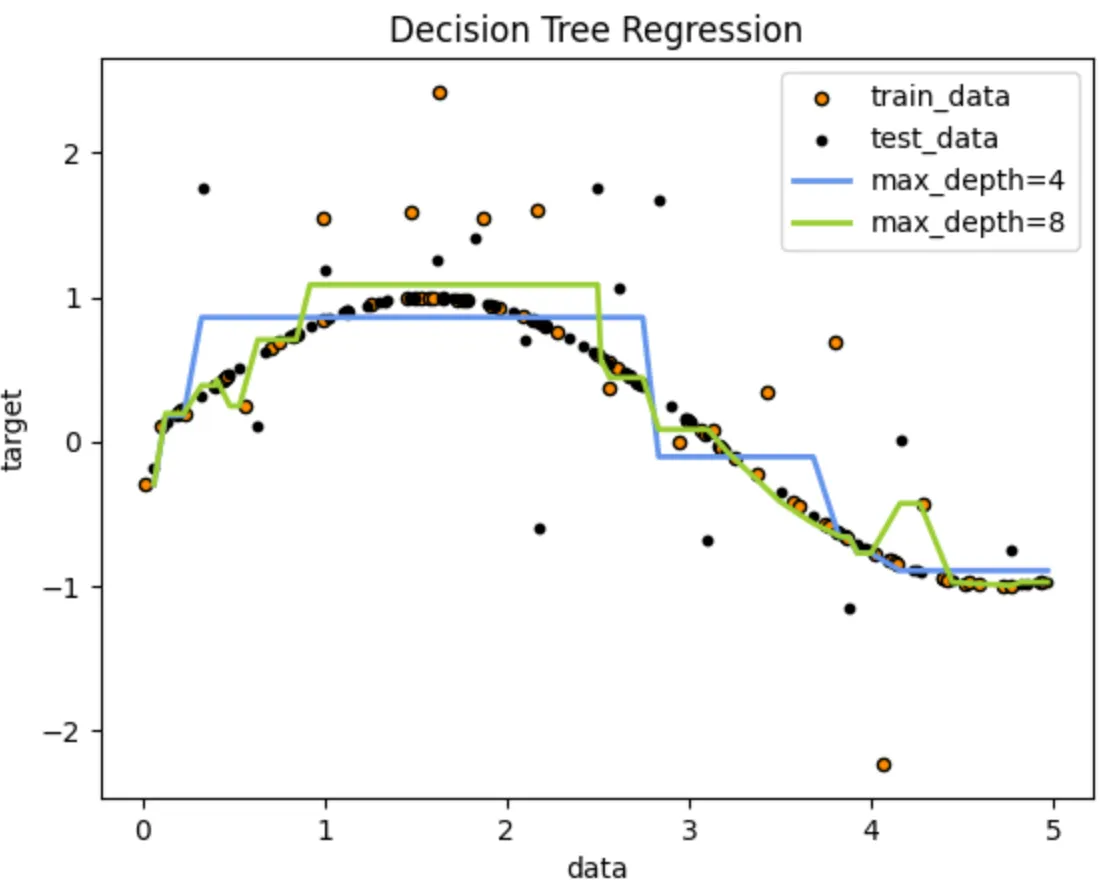 Decision Tree Regression
train_data
test_data
max_depth=4
max_depth=8
target
2
1
0
−1
−2
0 1 2 3 4 5
data